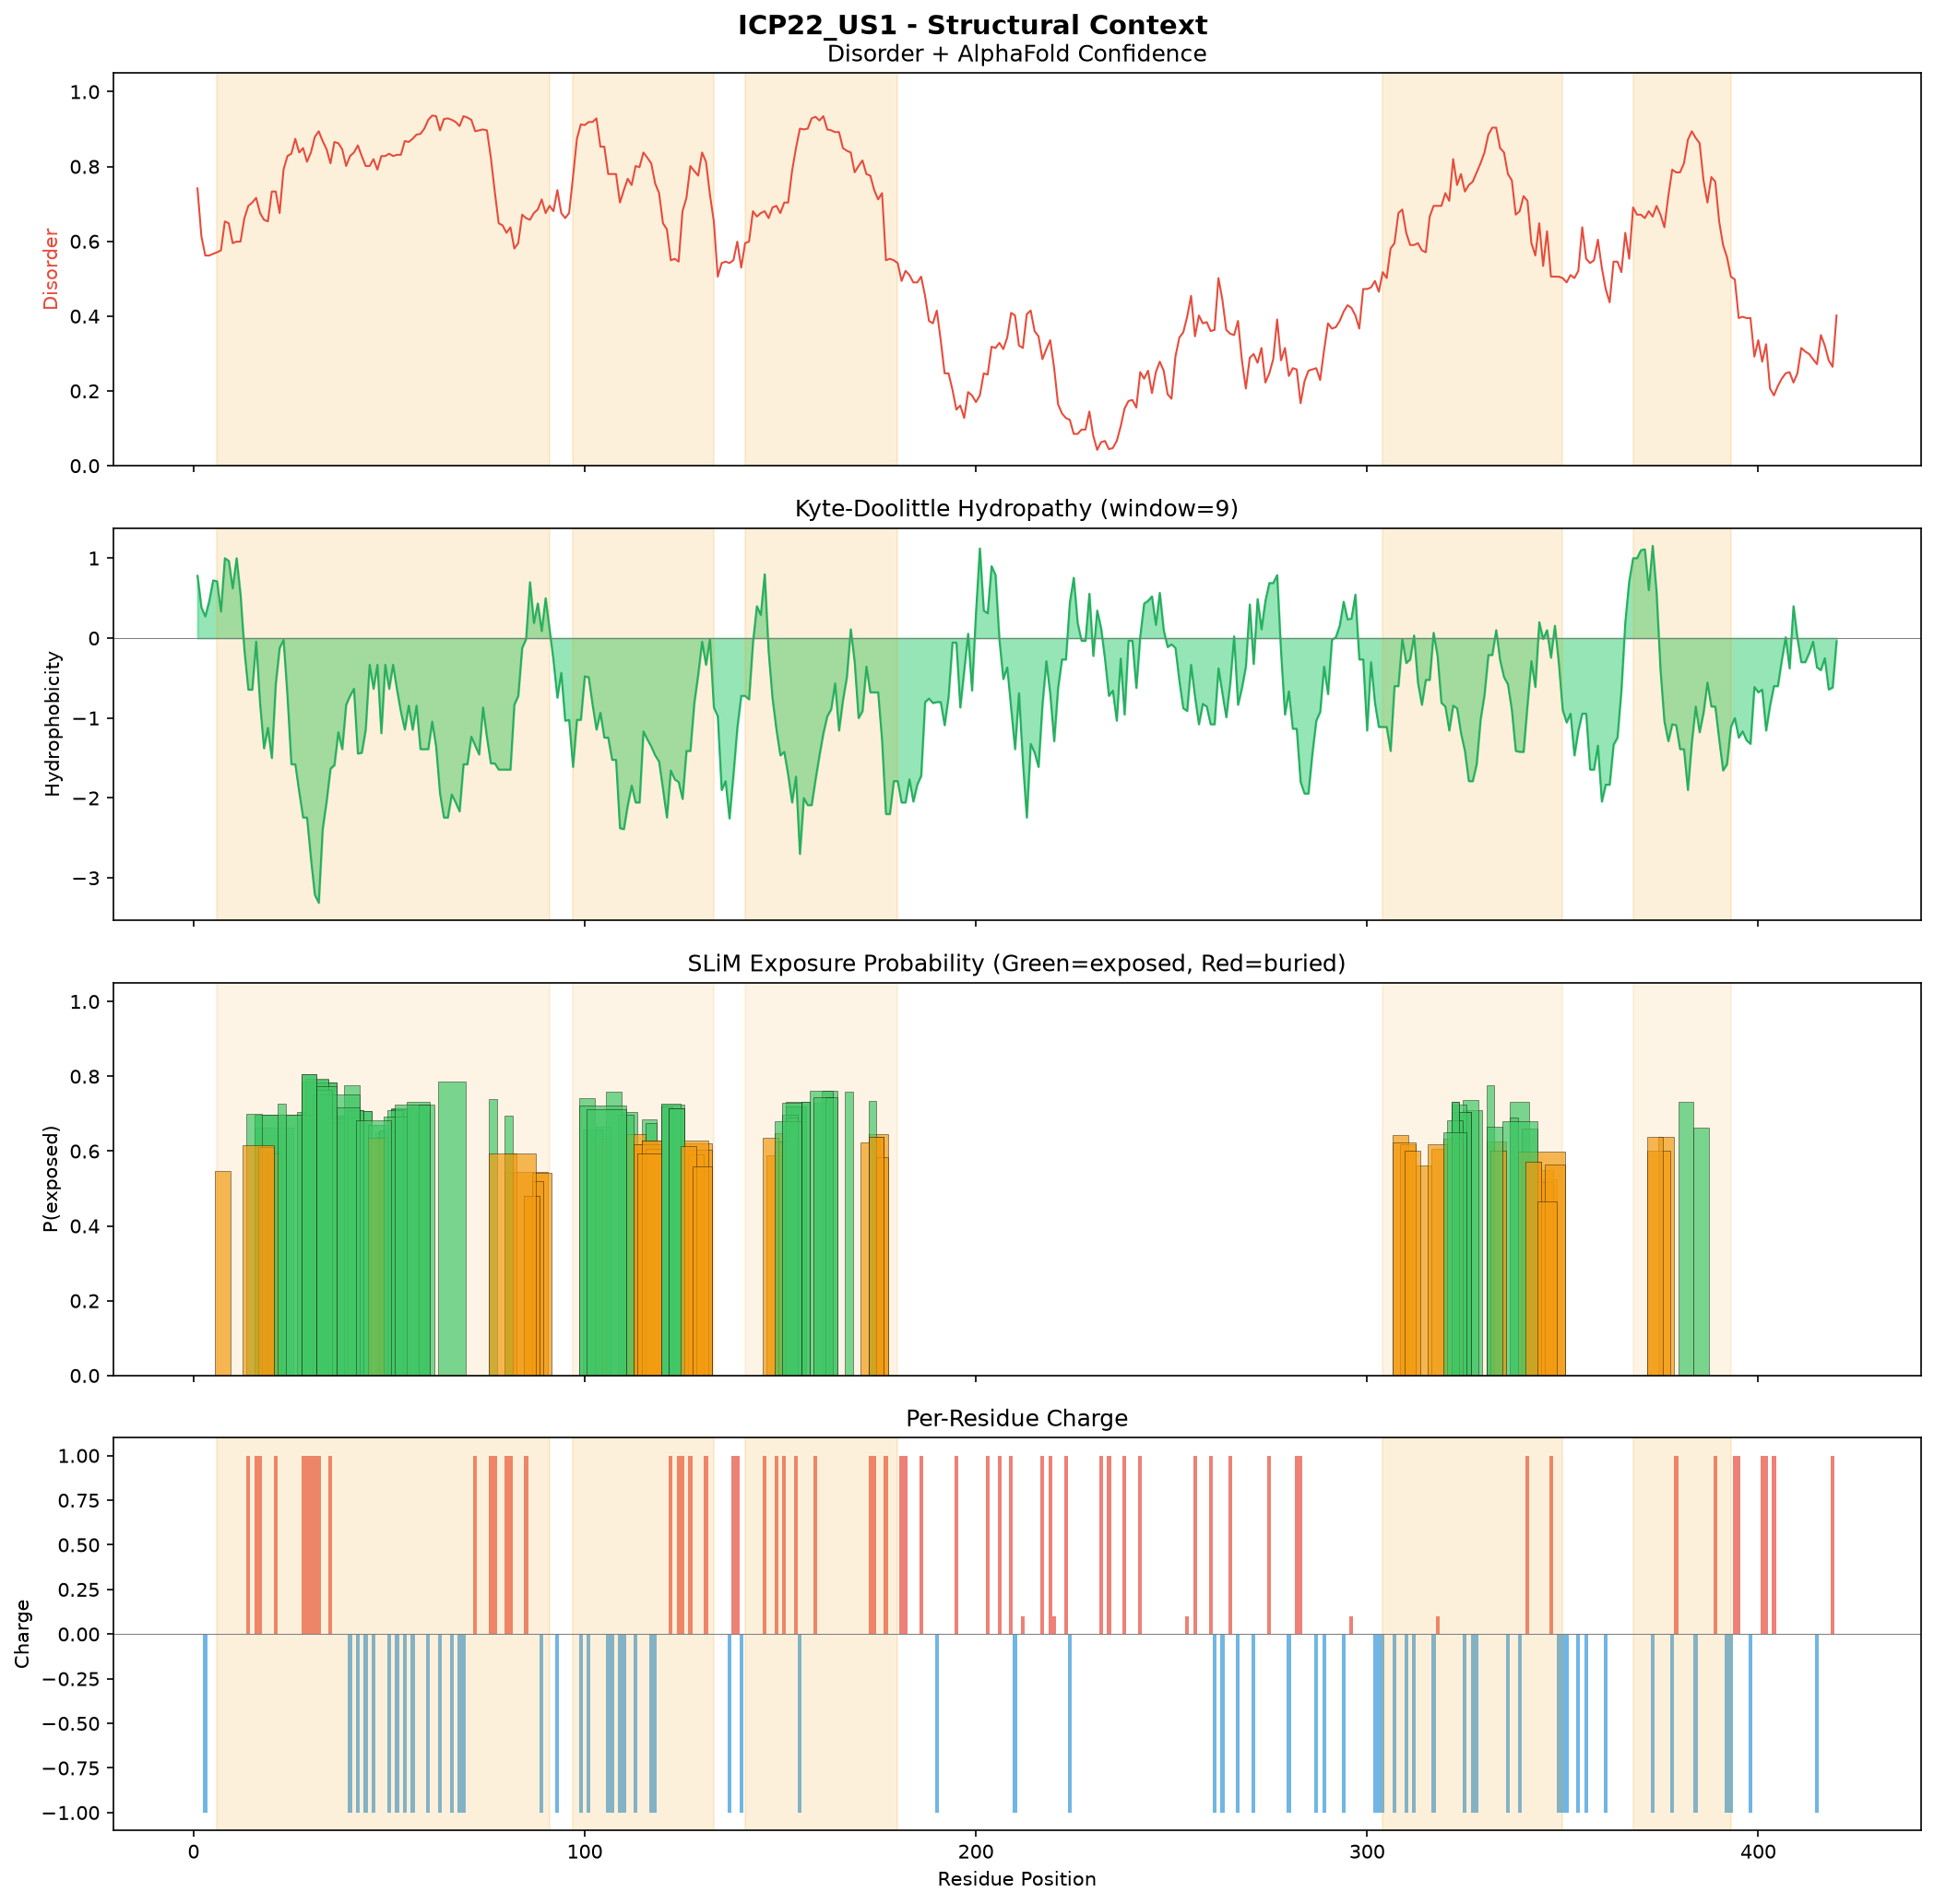 ICP22_US1 - Structural Context
Disorder + AlphaFold Confidence
1.0
0.8
0.6
0.4
0.2
0.0
Disorder
Kyte-Doolittle Hydropathy (window=9)
1
0
−1
−2
−3
Hydrophobicity
SLiM Exposure Probability (Green=exposed, Red=buried)
1.0
0.8
0.6
0.4
0.2
0.0
P(exposed)
Per-Residue Charge
1.00
0.75
0.50
0.25
0.00
−0.25
−0.50
−0.75
−1.00
Charge
0 100 200 300 400
Residue Position